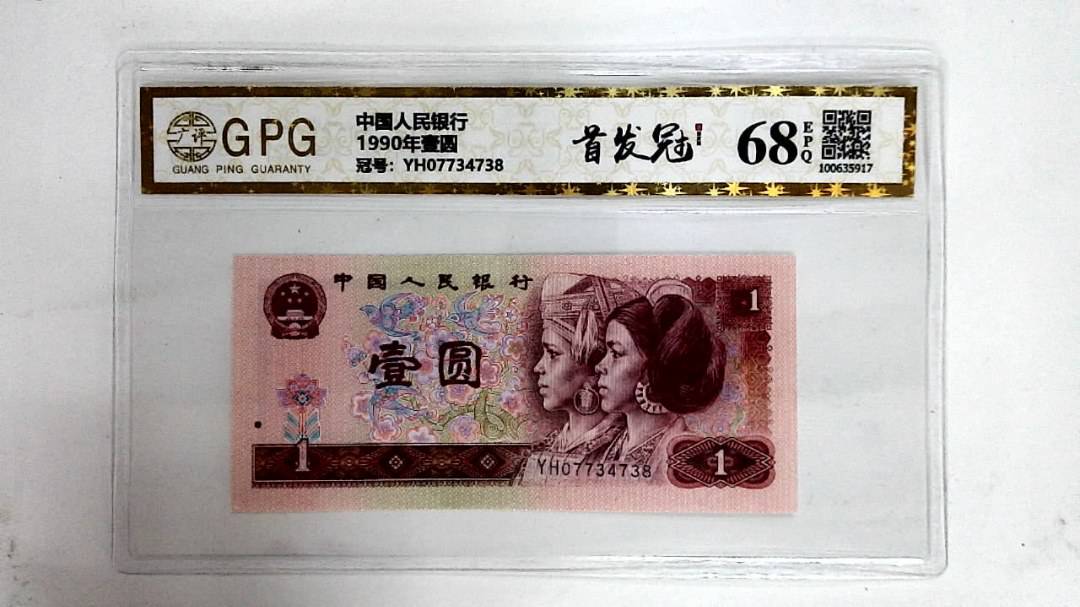 广评
GPG
GUANG PING GUARANTY
中国人民银行
1990年壹圆
冠号：YH07734738
首发冠
68
EPQ
100635917
中国人民银行
1
壹圆
1
YH07734738
1